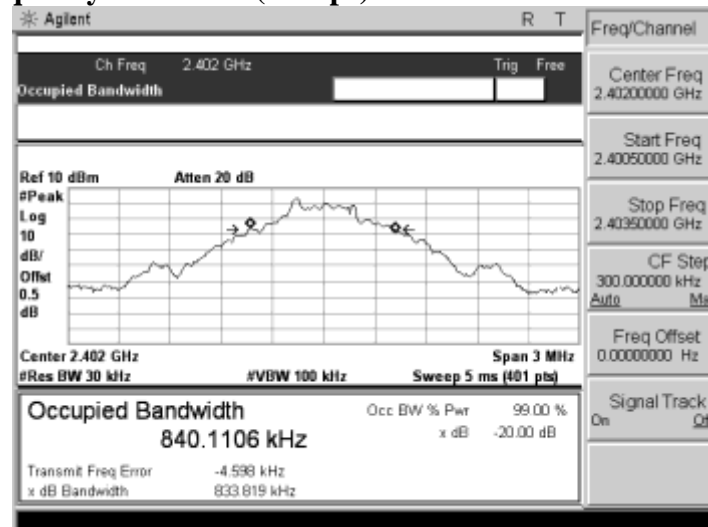 Agilent R T
Freq/Channel
Ch Freq 2.402 GHz Trig Free
Occupied Bandwidth
Center Freq
2.40200000 GHz
Start Freq
2.40050000 GHz
Stop Freq
2.40350000 GHz
CF Step
300.000000 kHz
Auto Ma
Freq Offset
0.00000000 Hz
Signal Track
On Of
Ref 10 dBm Atten 20 dB
#Peak
Log
10
dB/
Offst
0.5
dB
Center 2.402 GHz Span 3 MHz
#Res BW 30 kHz #VBW 100 kHz Sweep 5 ms (401 pts)
Occupied Bandwidth Occ BW % Pwr 99.00 %
840.1106 kHz x dB -20.00 dB
Transmit Freq Error -4.598 kHz
x dB Bandwidth 833.819 kHz